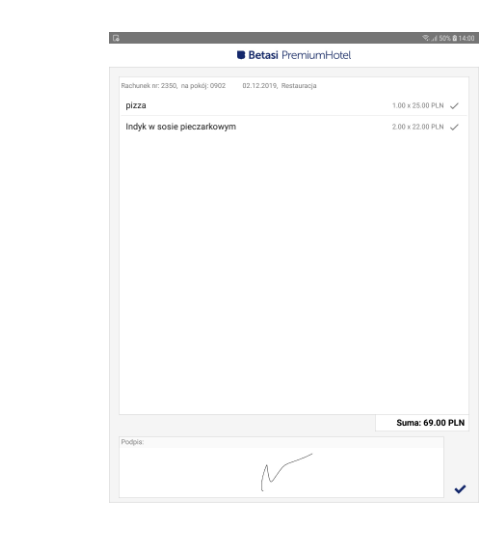 50% 14:00
Betasi PremiumHotel
Rachunek nr: 2350, na pokój: 0902 02.12.2019, Restauracja
pizza 1.00 x 25.00 PLN
Indyk w sosie pieczarkowym 2.00 x 22.00 PLN
Suma: 69.00 PLN
Podpis: